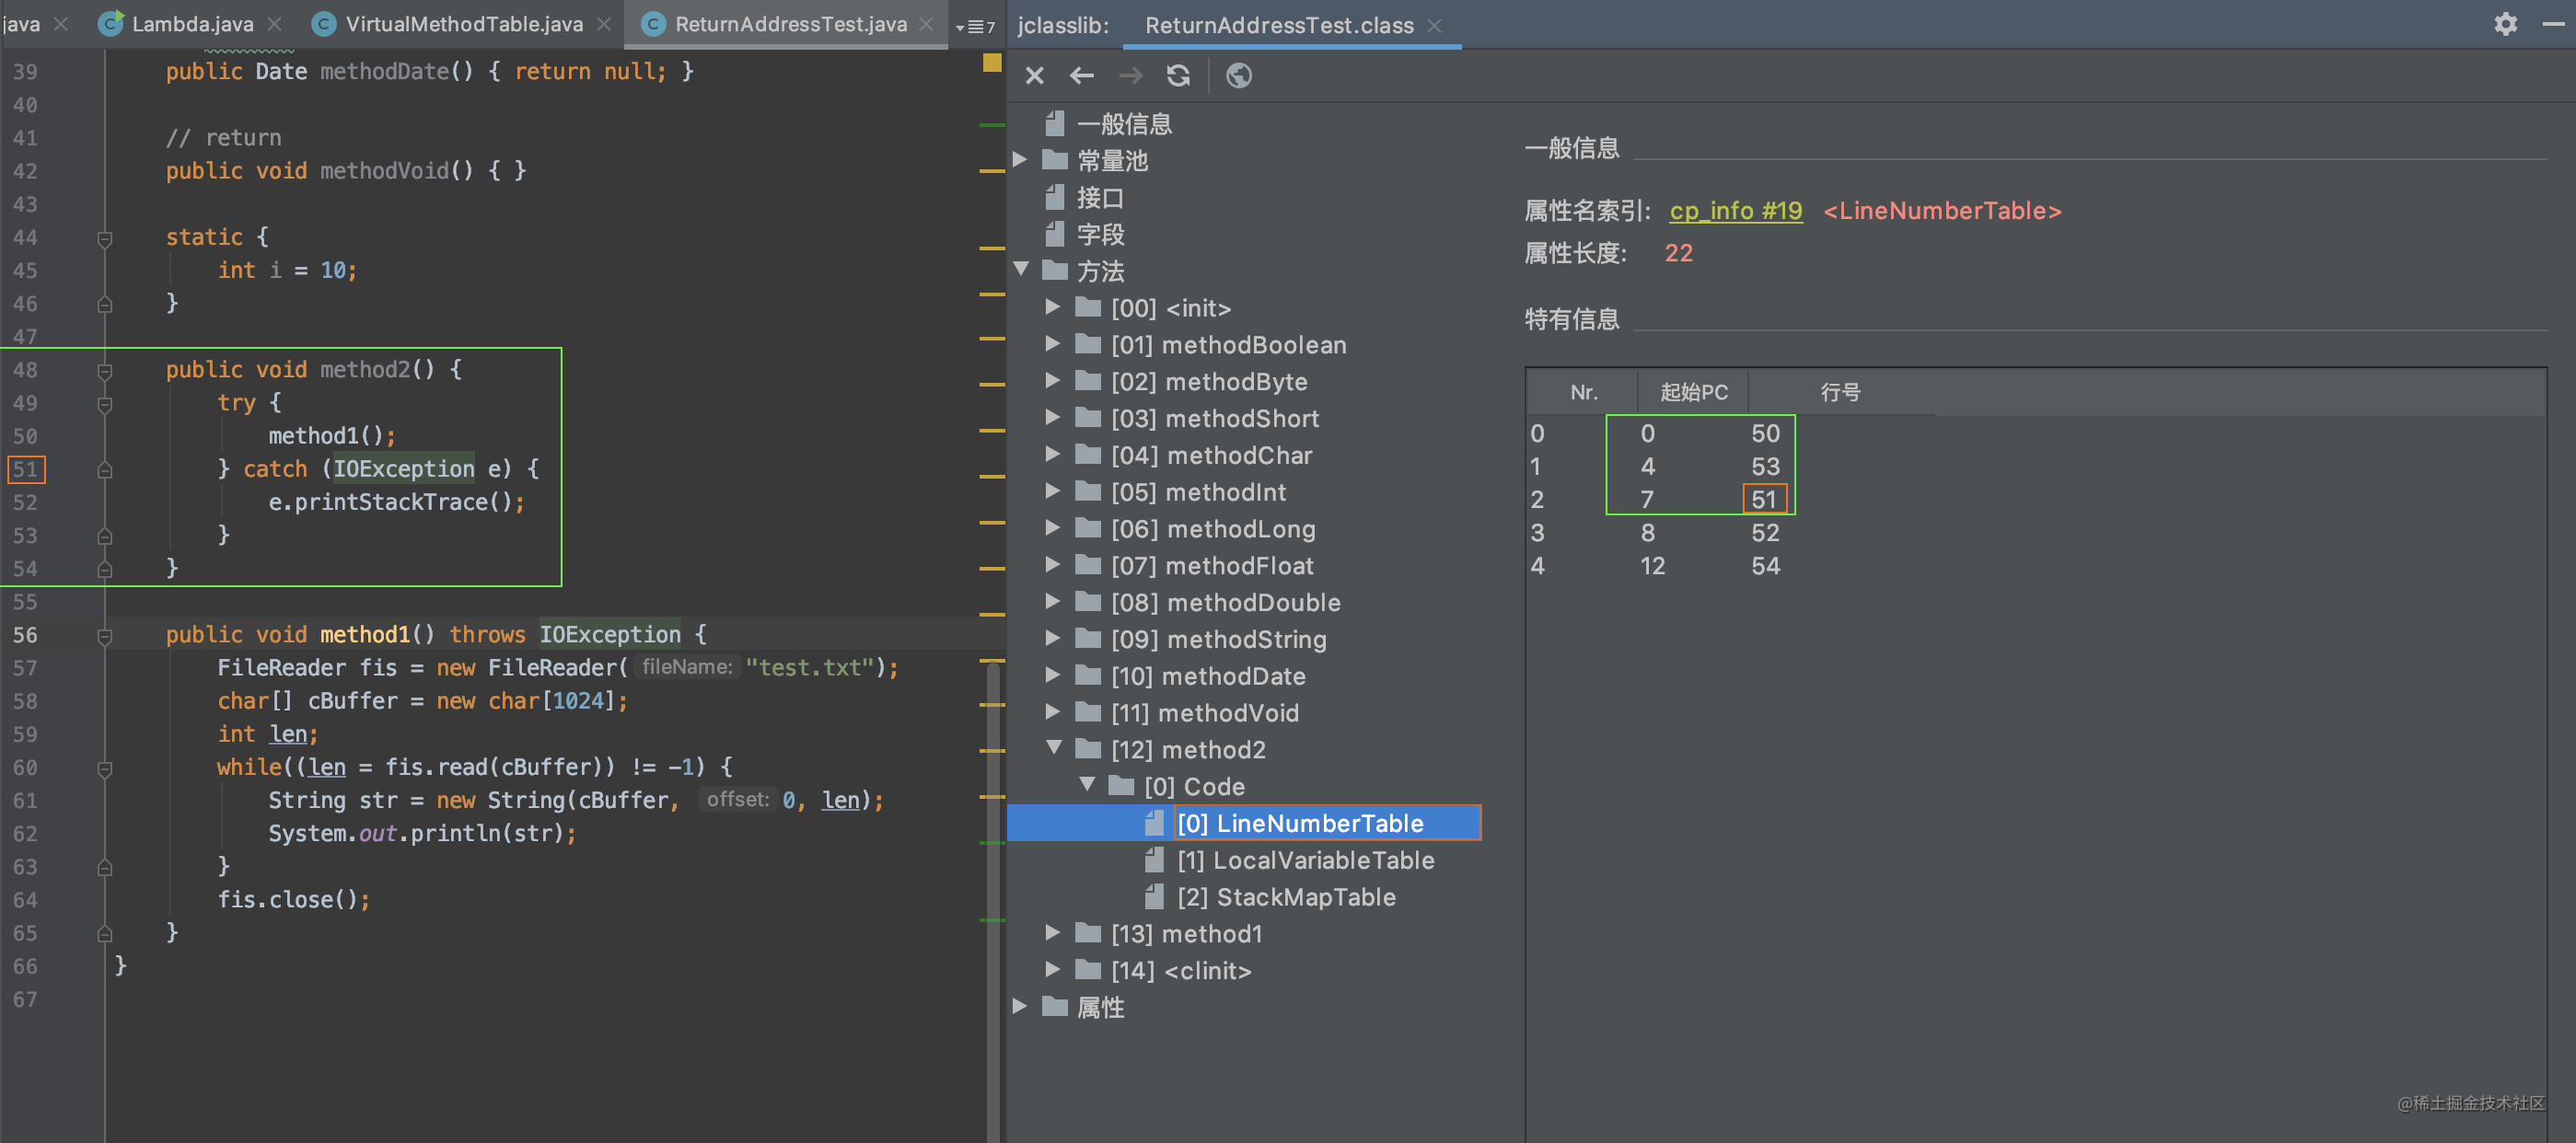 java
Lambda.java
VirtualMethodTable.java
ReturnAddressTest.java
7
39 public Date methodDate() { return null; }
40
41 // return
42 public void methodVoid() { }
43
44 static {
45 int i = 10;
46 }
47
48 public void method2() {
49 try {
50 method1();
51 } catch (IOException e) {
52 e.printStackTrace();
53 }
54 }
55
56 public void method1() throws IOException {
57 FileReader fis = new FileReader( fileName: "test.txt");
58 char[] cBuffer = new char[1024];
59 int len;
60 while((len = fis.read(cBuffer)) != -1) {
61 String str = new String(cBuffer, offset: 0, len);
62 System.out.println(str);
63 }
64 fis.close();
65 }
66 }
67
jclasslib: ReturnAddressTest.class
一般信息
常量池
接口
字段
方法
[00] <init>
[01] methodBoolean
[02] methodByte
[03] methodShort
[04] methodChar
[05] methodInt
[06] methodLong
[07] methodFloat
[08] methodDouble
[09] methodString
[10] methodDate
[11] methodVoid
[12] method2
[0] Code
[0] LineNumberTable
[1] LocalVariableTable
[2] StackMapTable
[13] method1
[14] <clinit>
属性
一般信息
属性名索引: cp_info #19 <LineNumberTable>
属性长度: 22
特有信息
Nr. 起始PC 行号
0 0 50
1 4 53
2 7 51
3 8 52
4 12 54
@稀土掘金技术社区